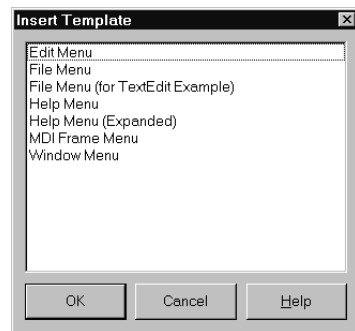 Insert Template
Edit Menu
File Menu
File Menu (for TextEdit Example)
Help Menu
Help Menu (Expanded)
MDI Frame Menu
Window Menu
OK Cancel Help